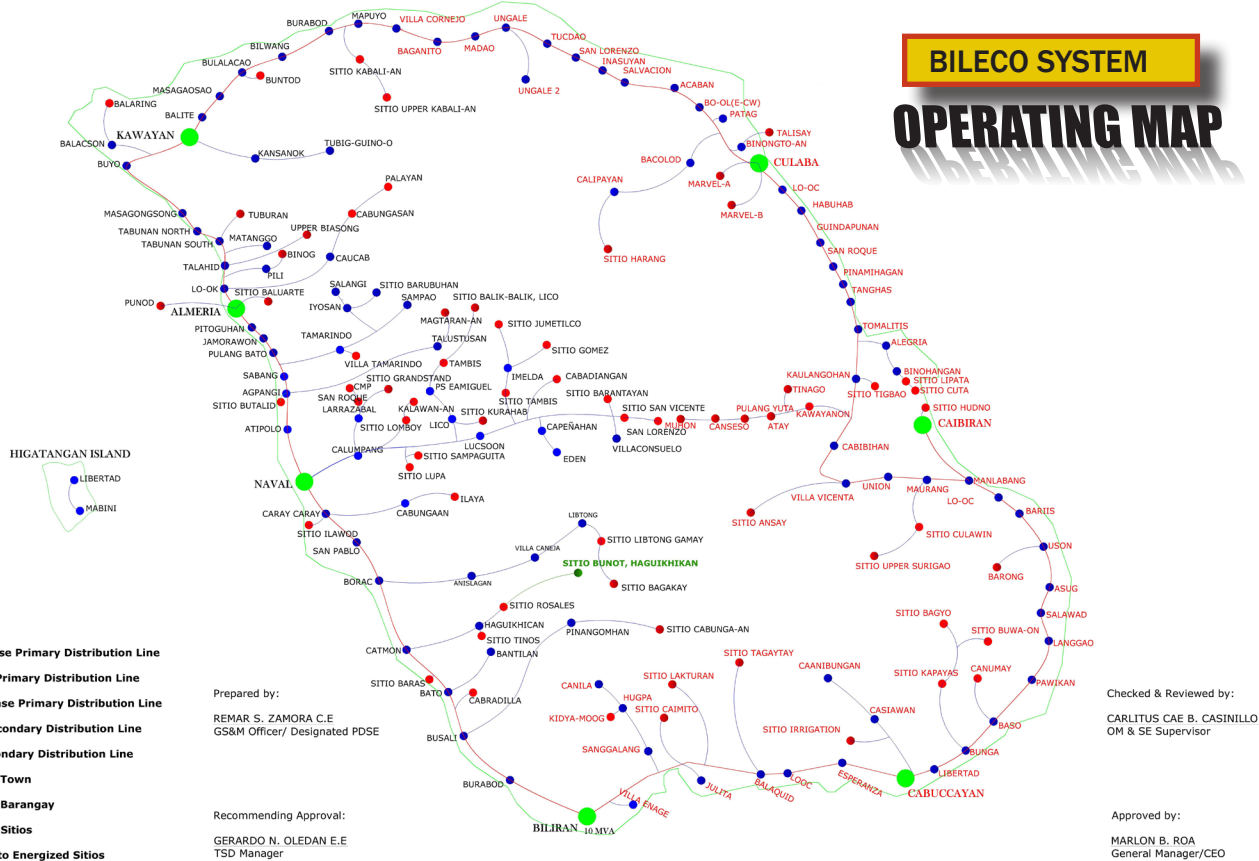 BILECO SYSTEM
OPERATING MAP
MAPUYO
BURABOD
VILLA CORNEJO
UNGALE
BAGANITO
MADAO
TUCDAO
SAN LORENZO
INASUYAN
SALVACION
BILWANG
BULALACAO
BUNTOD
SITIO KABALI-AN
SITIO UPPER KABALI-AN
UNGALE 2
ACABAN
BO-OL(E-CW)
PATAG
MASAGAOSAO
BALARING
BALITE
KAWAYAN
BALACSON
BUYO
KANSANOK
TUBIG-GUINO-O
TALISAY
BINONGTO-AN
BACOLOD
CULABA
CALIPAYAN
MARVEL-A
MARVEL-B
LO-OC
HABUHAB
GUINDAPUNAN
SAN ROQUE
PINAMIHAGAN
TANGHAS
SITIO HARANG
PALAYAN
CABUNGASAN
MASAGONGSONG
TUBURAN
TABUNAN NORTH
UPPER BIASONG
TABUNAN SOUTH
MATANGGO
BINOG
CAUCAB
TALAHID
PILI
LO-OK
SITIO BALUARTE
PUNOD
ALMERIA
SALANGI
SITIO BARUBUHAN
IYOSAN
SAMPAO
SITIO BALIK-BALIK, LICO
MAGTARAN-AN
SITIO JUMETILCO
PITOGUHAN
JAMORAWON
PULANG BATO
TAMARINDO
VILLA TAMARINDO
TALUSTUSAN
TAMBIS
SITIO GOMEZ
TOMALITIS
ALEGRIA
SABANG
AGPANGI
SITIO BUTALID
CMP
SITIO GRANDSTAND
SAN ROQUE
LARRAZABAL
PS EAMIGUEL
IMELDA
CABADIANGAN
SITIO TAMBIS
SITIO BARANTAYAN
KAULANGOHAN
BINOHANGAN
SITIO LIPATA
SITIO CUTA
SITIO TIGBAO
TINAGO
ATIPOLO
SITIO LOMBOY
KALAWAN-AN
LICO
SITIO KURAHAB
CAPEÑAHAN
SITIO SAN VICENTE
SAN LORENZO
MUHON
CANSESO
PULANG YUTA
ATAY
KAWAYANON
SITIO HUDNO
CAIBIRAN
CALUMPANG
LUCSOON
SITIO SAMPAGUITA
SITIO LUPA
EDEN
VILLACONSUELO
CABIBIHAN
HIGATANGAN ISLAND
LIBERTAD
MABINI
NAVAL
VILLA VICENTA
UNION
MAURANG
MANLABANG
LO-OC
ILAYA
CABUNGAAN
CARAY CARAY
SITIO ILAWOD
SAN PABLO
LIBTONG
SITIO LIBTONG GAMAY
SITIO ANSAY
BARIIS
SITIO CULAWIN
USON
SITIO UPPER SURIGAO
BARONG
VILLA CANEJA
SITIO BUNOT, HAGUIKHIKAN
BORAC
ANISLAGAN
SITIO BAGAKAY
ASUG
SITIO ROSALES
SITIO BAGYO
SALAWAD
HAGUIKHICAN
SITIO TINOS
PINANGOMHAN
SITIO CABUNGA-AN
SITIO BUWA-ON
LANGGAO
CATMON
BANTILAN
SITIO TAGAYTAY
CAANIBUNGAN
SITIO KAPAYAS
CANUMAY
SITIO BARAS
CANILA
SITIO LAKTURAN
PAWIKAN
BATO
CABRADILLA
HUGPA
SITIO CAIMITO
KIDYA-MOOG
CASIAWAN
BASO
BUSALI
SITIO IRRIGATION
SANGGALANG
BUNGA
LIBERTAD
BURABOD
JULITA
BALAQUID
LOOC
ESPERANZA
CABUCCAYAN
VILLA ENAGE
BILIRAN 10 MVA
se Primary Distribution Line
Primary Distribution Line
se Primary Distribution Line
condary Distribution Line
ndary Distribution Line
Town
Barangay
Sitios
to Energized Sitios
Prepared by:
REMAR S. ZAMORA C.E
GS&M Officer/ Designated PDSE
Recommending Approval:
GERARDO N. OLEDAN E.E
TSD Manager
Checked & Reviewed by:
CARLITUS CAE B. CASINILLO
OM & SE Supervisor
Approved by:
MARLON B. ROA
General Manager/CEO